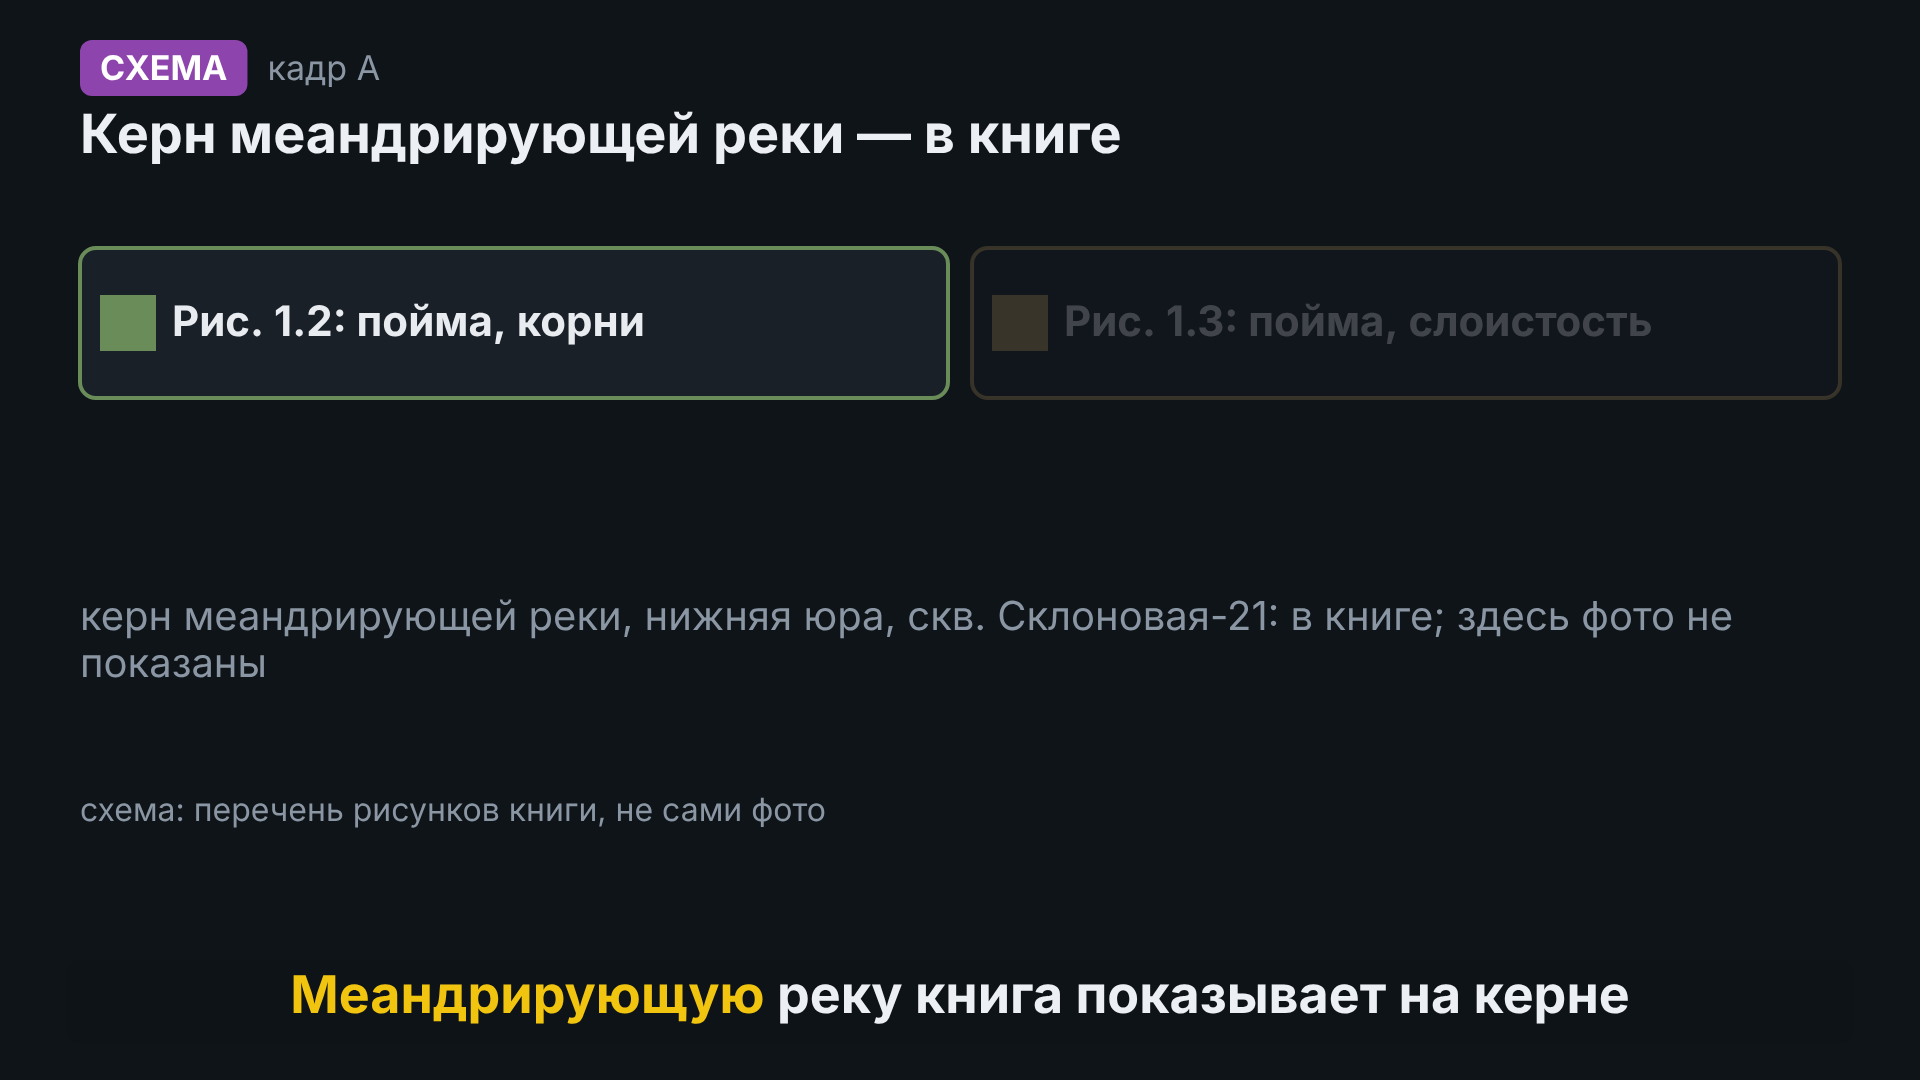 СХЕМА кадр А
Керн меандрирующей реки — в книге
Рис. 1.2: пойма, корни
Рис. 1.3: пойма, слоистость
керн меандрирующей реки, нижняя юра, скв. Склоновая-21: в книге; здесь фото не
показаны
схема: перечень рисунков книги, не сами фото
Меандрирующую реку книга показывает на керне